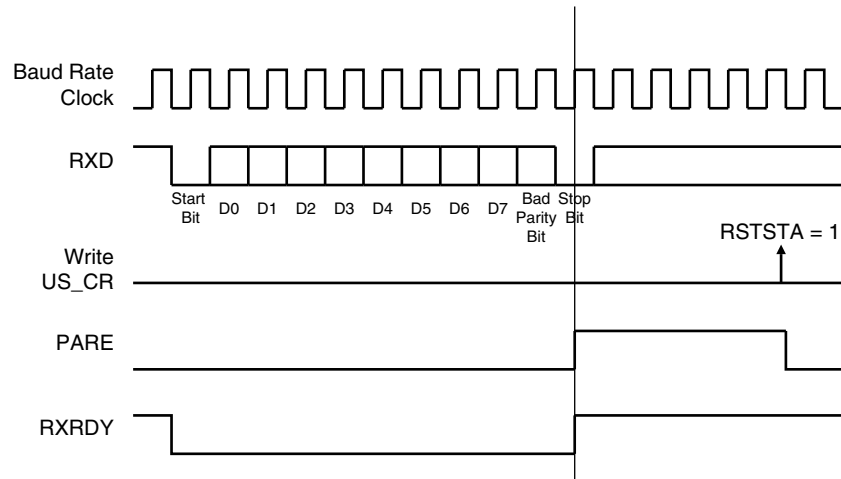 Baud Rate
Clock
RXD
Start
Bit
D0 D1 D2 D3 D4 D5 D6 D7
Bad
Parity
Bit
Stop
Bit
RSTSTA = 1
Write
US_CR
PARE
RXRDY